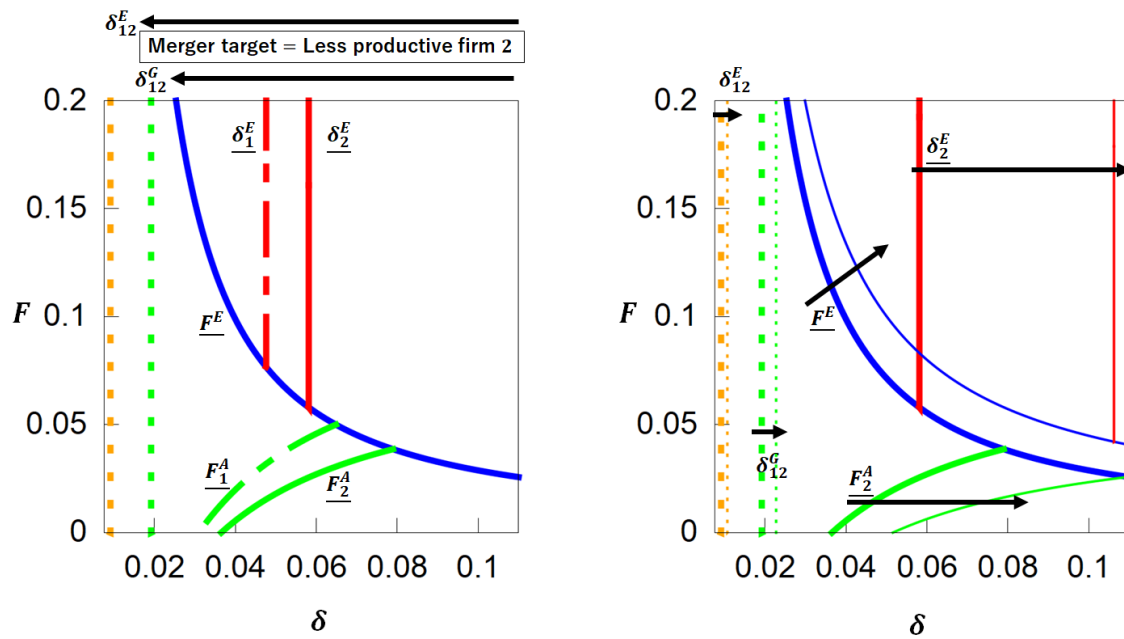 δ₁₂ᴱ
Merger target = Less productive firm 2
δ₁₂ᴳ
0.2
0.15
0.1
0.05
0
F
δ₁ᴱ
δ₂ᴱ
Fᴱ
F₁ᴬ
F₂ᴬ
0.02
0.04
0.06
0.08
0.1
δ
δ₁₂ᴱ
0.2
0.15
0.1
0.05
0
F
δ₂ᴱ
Fᴱ
δ₁₂ᴳ
F₂ᴬ
0.02
0.04
0.06
0.08
0.1
δ